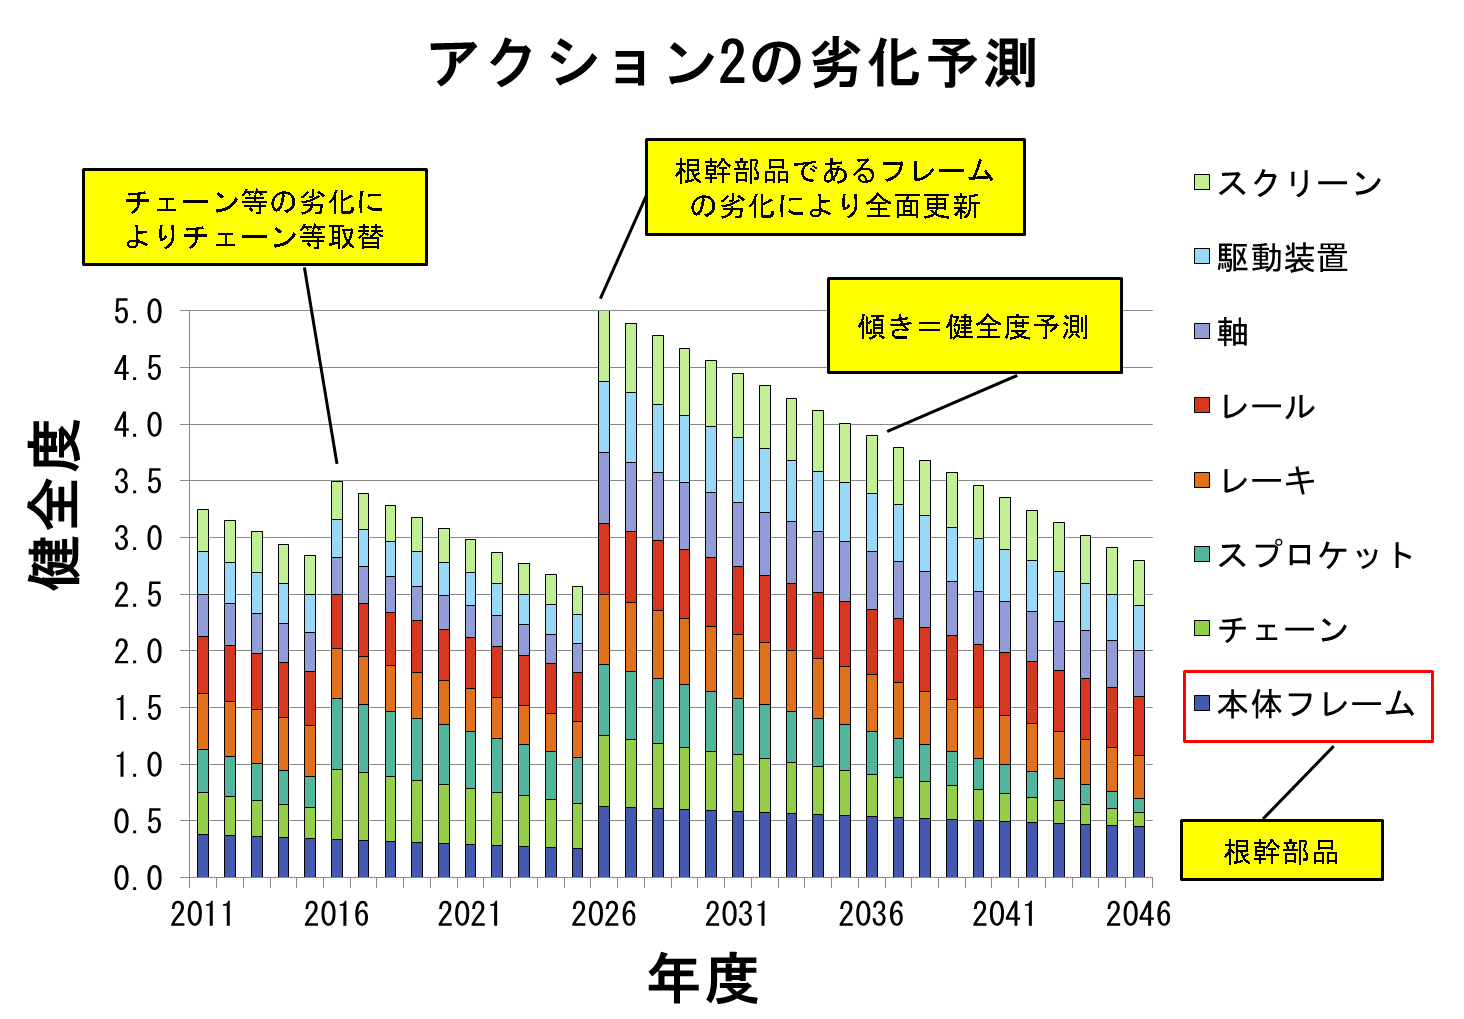 アクション2の劣化予測
チェーン等の劣化に
よりチェーン等取替
根幹部品であるフレーム
の劣化により全面更新
傾き＝健全度予測
健全度
5.0
4.5
4.0
3.5
3.0
2.5
2.0
1.5
1.0
0.5
0.0
2011 2016 2021 2026 2031 2036 2041 2046
年度
スクリーン
駆動装置
軸
レール
レーキ
スプロケット
チェーン
本体フレーム
根幹部品